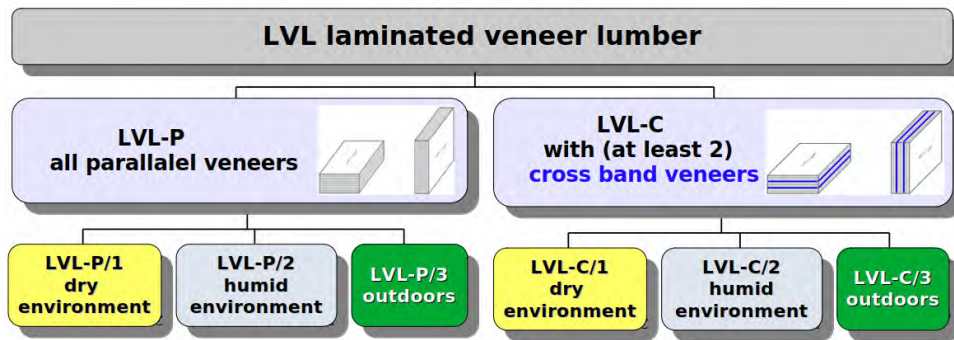 LVL laminated veneer lumber
LVL-P
all parallalel veneers
LVL-C
with (at least 2)
cross band veneers
LVL-P/1
dry
environment
LVL-P/2
humid
environment
LVL-P/3
outdoors
LVL-C/1
dry
environment
LVL-C/2
humid
environment
LVL-C/3
outdoors